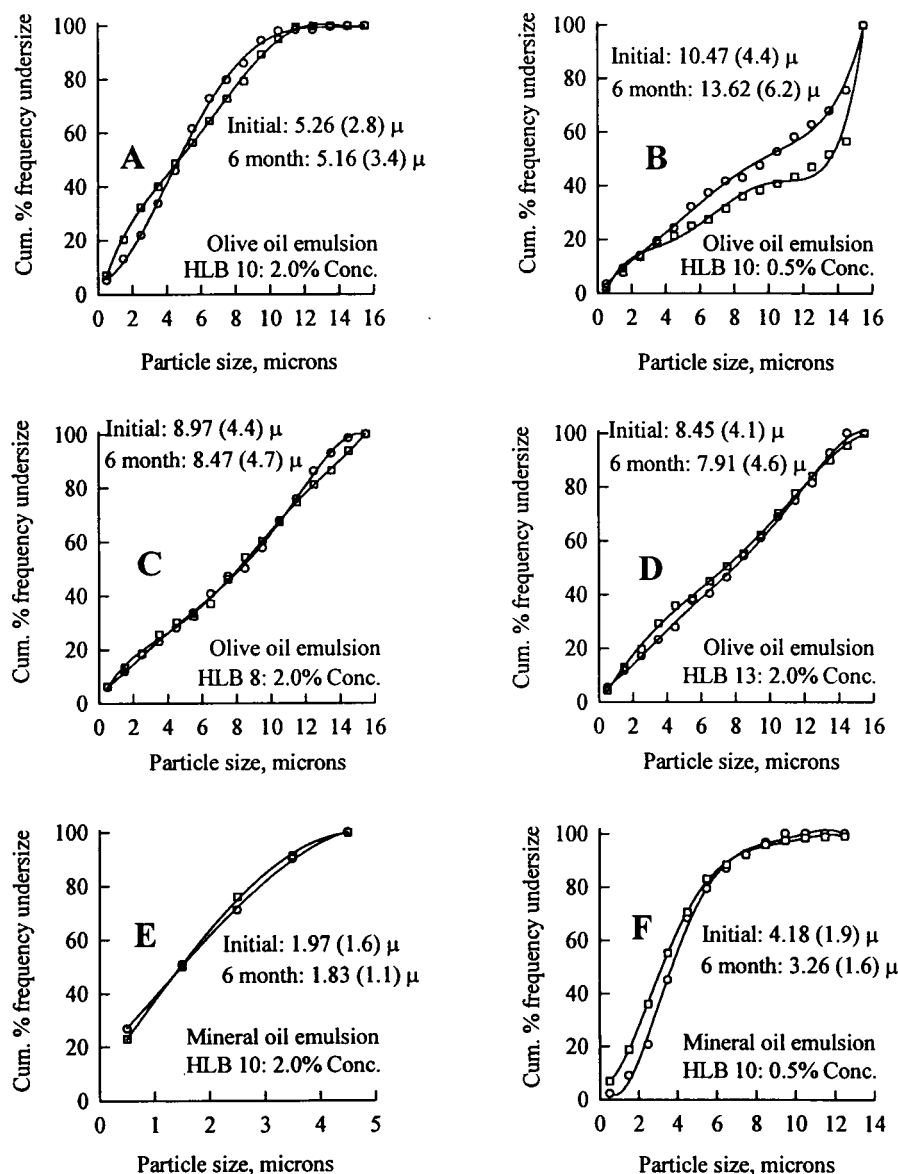 Cum. % frequency undersize
100
80
60
40
20
0
A
Initial: 5.26 (2.8) μ
6 month: 5.16 (3.4) μ
Olive oil emulsion
HLB 10: 2.0% Conc.
0 2 4 6 8 10 12 14 16
Particle size, microns
Cum. % frequency undersize
100
80
60
40
20
0
Initial: 10.47 (4.4) μ
6 month: 13.62 (6.2) μ
B
Olive oil emulsion
HLB 10: 0.5% Conc.
0 2 4 6 8 10 12 14 16
Particle size, microns
Cum. % frequency undersize
100
80
60
40
20
0
Initial: 8.97 (4.4) μ
6 month: 8.47 (4.7) μ
C
Olive oil emulsion
HLB 8: 2.0% Conc.
0 2 4 6 8 10 12 14 16
Particle size, microns
Cum. % frequency undersize
100
80
60
40
20
0
Initial: 8.45 (4.1) μ
6 month: 7.91 (4.6) μ
D
Olive oil emulsion
HLB 13: 2.0% Conc.
0 2 4 6 8 10 12 14 16
Particle size, microns
Cum. % frequency undersize
100
80
60
40
20
0
E
Initial: 1.97 (1.6) μ
6 month: 1.83 (1.1) μ
Mineral oil emulsion
HLB 10: 2.0% Conc.
0 1 2 3 4 5
Particle size, microns
Cum. % frequency undersize
100
80
60
40
20
0
F
Initial: 4.18 (1.9) μ
6 month: 3.26 (1.6) μ
Mineral oil emulsion
HLB 10: 0.5% Conc.
0 2 4 6 8 10 12 14
Particle size, microns